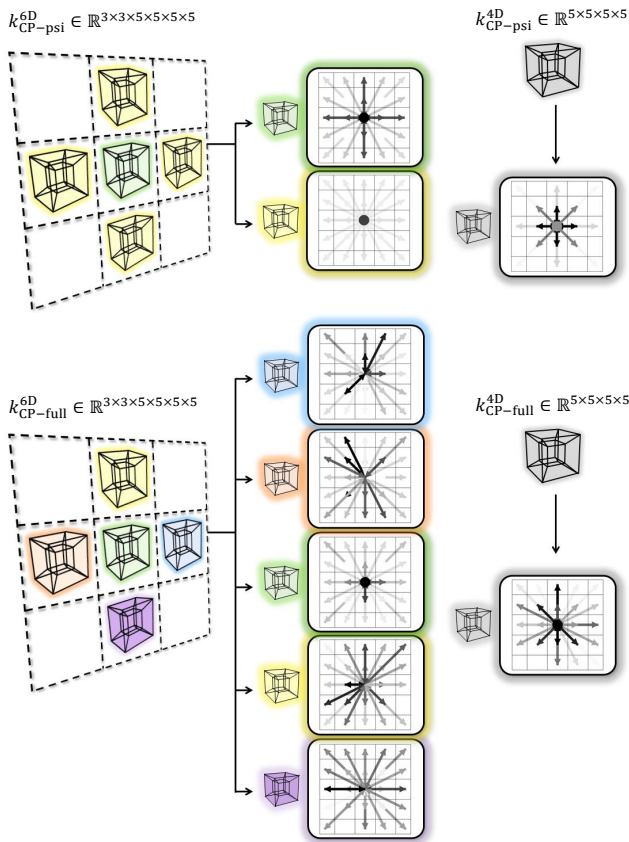 k^{6D}_{CP−psi} ∈ ℝ^{3×3×5×5×5×5}
k^{4D}_{CP−psi} ∈ ℝ^{5×5×5×5}
k^{6D}_{CP−full} ∈ ℝ^{3×3×5×5×5×5}
k^{4D}_{CP−full} ∈ ℝ^{5×5×5×5}